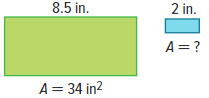 8.5 in.
2 in.
A = ?
A = 34 in²